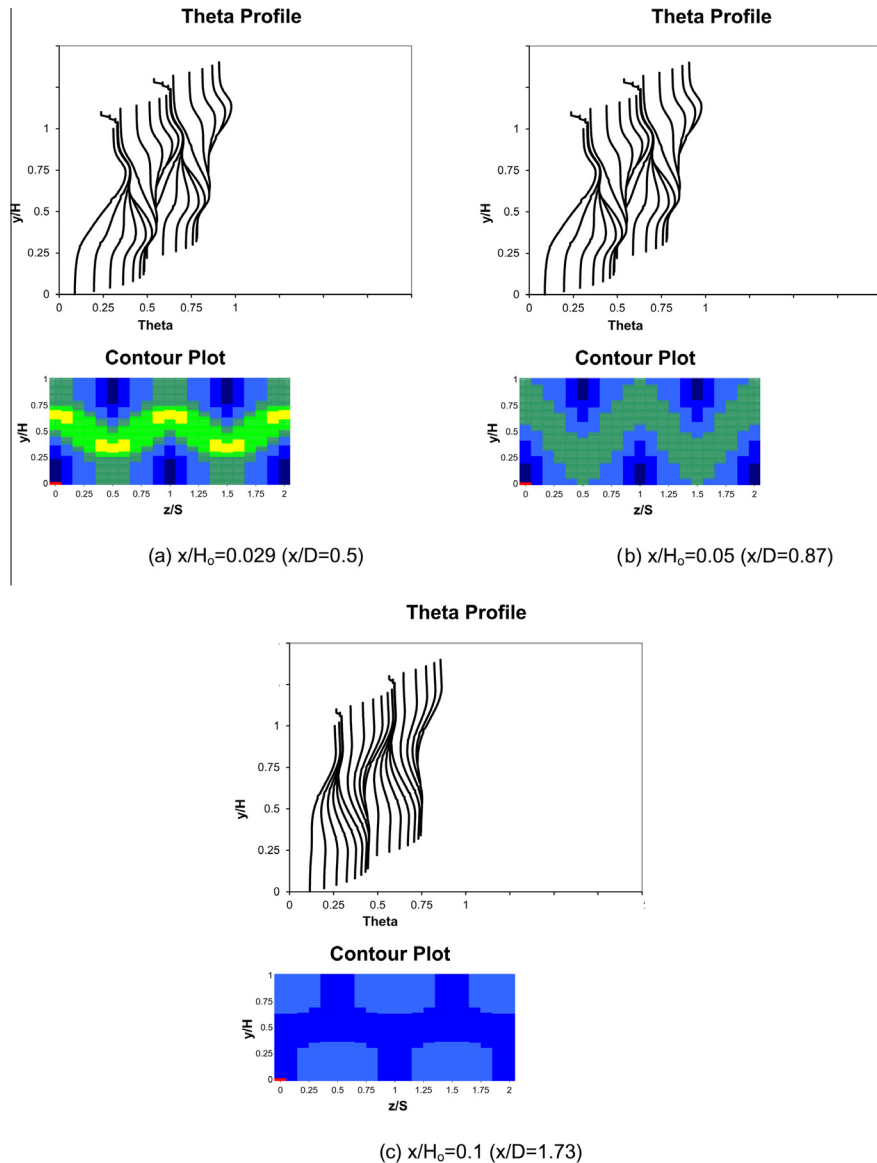 Theta Profile
1
0.75
0.5
0.25
0
y/H
0 0.25 0.5 0.75 1
Theta
Contour Plot
1
0.75
0.5
0.25
0
y/H
0 0.25 0.5 0.75 1 1.25 1.5 1.75 2
z/S
(a) x/Hₒ=0.029 (x/D=0.5)
Theta Profile
1
0.75
0.5
0.25
0
y/H
0 0.25 0.5 0.75 1
Theta
Contour Plot
1
0.75
0.5
0.25
0
y/H
0 0.25 0.5 0.75 1 1.25 1.5 1.75 2
z/S
(b) x/Hₒ=0.05 (x/D=0.87)
Theta Profile
1
0.75
0.5
0.25
0
y/H
0 0.25 0.5 0.75 1
Theta
Contour Plot
1
0.75
0.5
0.25
0
y/H
0 0.25 0.5 0.75 1 1.25 1.5 1.75 2
z/S
(c) x/Hₒ=0.1 (x/D=1.73)